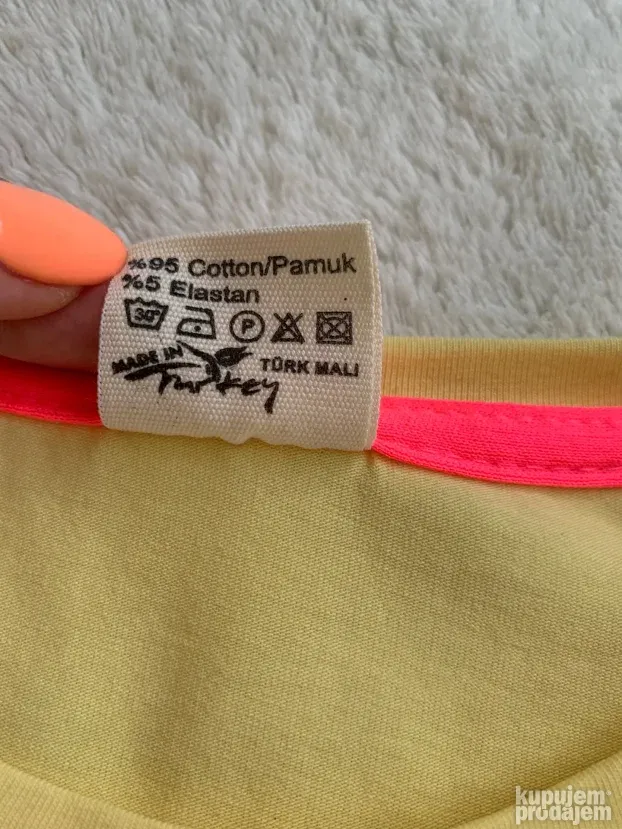 %95 Cotton/Pamuk
%5 Elastan
30° P
MADE IN Turkey TÜRK MALI
kupujem
prodajem